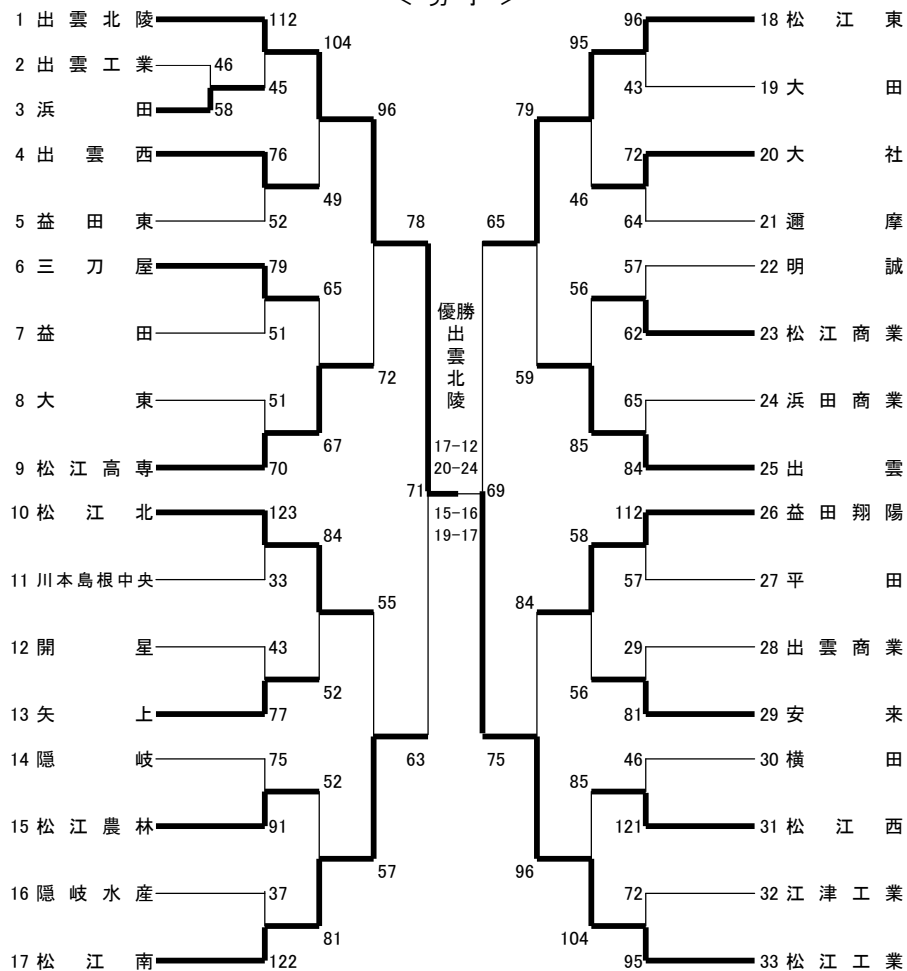 < 男 子 >
1 出雲北陵 112
104
2 出雲工業 46
45
3 浜田 58
96
4 出雲西 76
49
5 益田東 52
78
6 三刀屋 79
65
7 益田 51
72
8 大東 51
67
9 松江高専 70
71
10 松江北 123
84
11 川本島根中央 33
55
12 開星 43
52
13 矢上 77
63
14 隠岐 75
52
15 松江農林 91
57
16 隠岐水産 37
81
17 松江南 122
優勝
出雲北陵
17-12
20-24
15-16
19-17
96 18 松江東
95
43 19 大田
79
72 20 大社
46
64 21 邇摩
65
57 22 明誠
56
62 23 松江商業
59
65 24 浜田商業
85
84 25 出雲
69
112 26 益田翔陽
58
57 27 平田
84
29 28 出雲商業
56
81 29 安来
75
46 30 横田
85
121 31 松江西
96
72 32 江津工業
104
95 33 松江工業